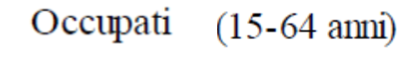 Occupati (15-64 anni)